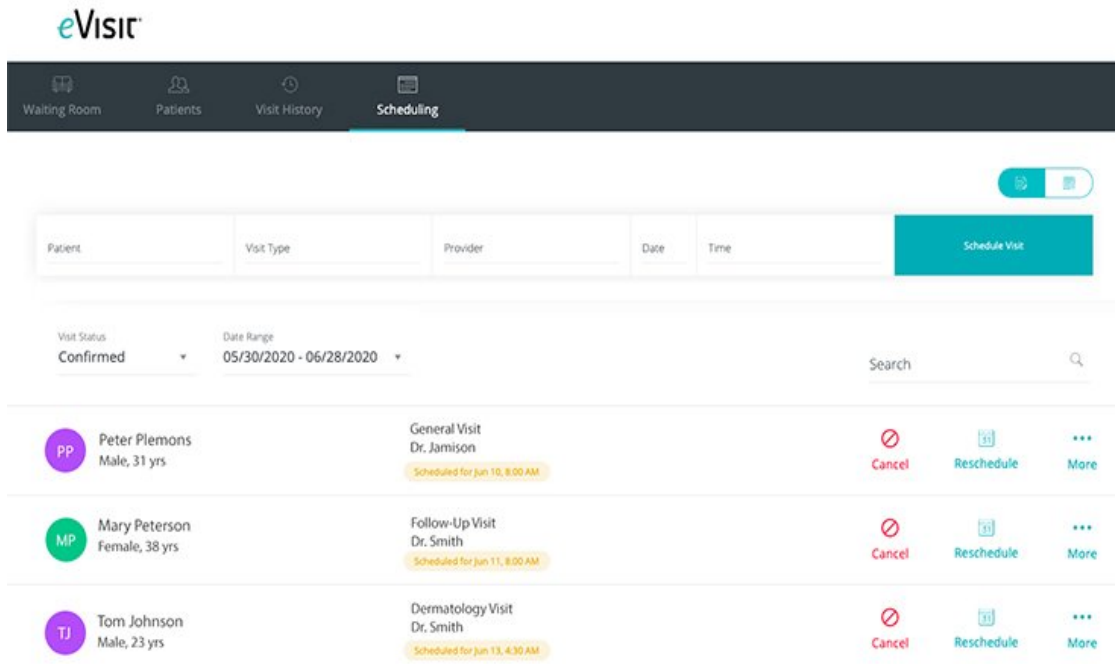 eVisit
Waiting Room
Patients
Visit History
Scheduling
Patient
Visit Type
Provider
Date
Time
Schedule Visit
Visit Status
Confirmed
Date Range
05/30/2020 - 06/28/2020
Search
PP
Peter Plemons
Male, 31 yrs
General Visit
Dr. Jamison
Scheduled for Jun 10, 8:00 AM
Cancel
Reschedule
More
MP
Mary Peterson
Female, 38 yrs
Follow-Up Visit
Dr. Smith
Scheduled for Jun 11, 8:00 AM
Cancel
Reschedule
More
TJ
Tom Johnson
Male, 23 yrs
Dermatology Visit
Dr. Smith
Scheduled for Jun 13, 4:30 AM
Cancel
Reschedule
More